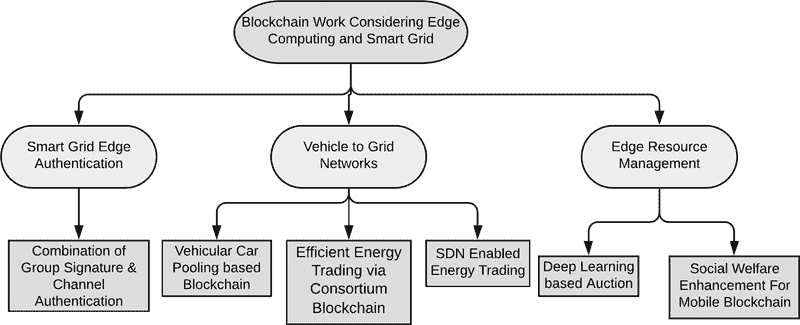 Blockchain Work Considering Edge
Computing and Smart Grid
Smart Grid Edge
Authentication
Vehicle to Grid
Networks
Edge Resource
Management
Combination of
Group Signature &
Channel
Authentication
Vehicular Car
Pooling based
Blockchain
Efficient Energy
Trading via
Consortium
Blockchain
SDN Enabled
Energy Trading
Deep Learning
based Auction
Social Welfare
Enhancement For
Mobile Blockchain